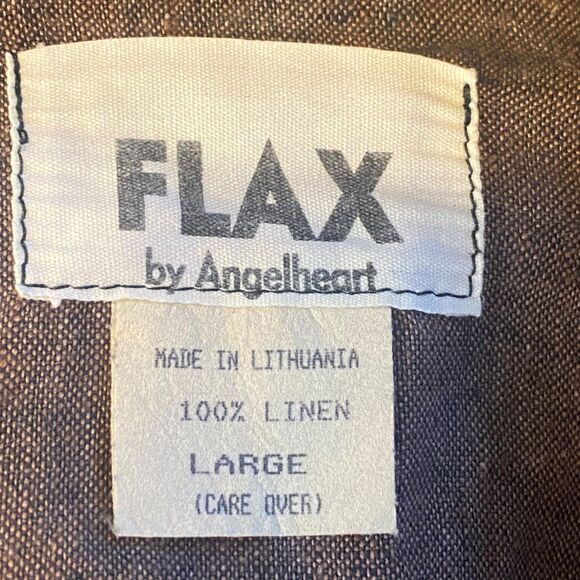 FLAX
by Angelheart
MADE IN LITHUANIA
100% LINEN
LARGE
(CARE OVER)